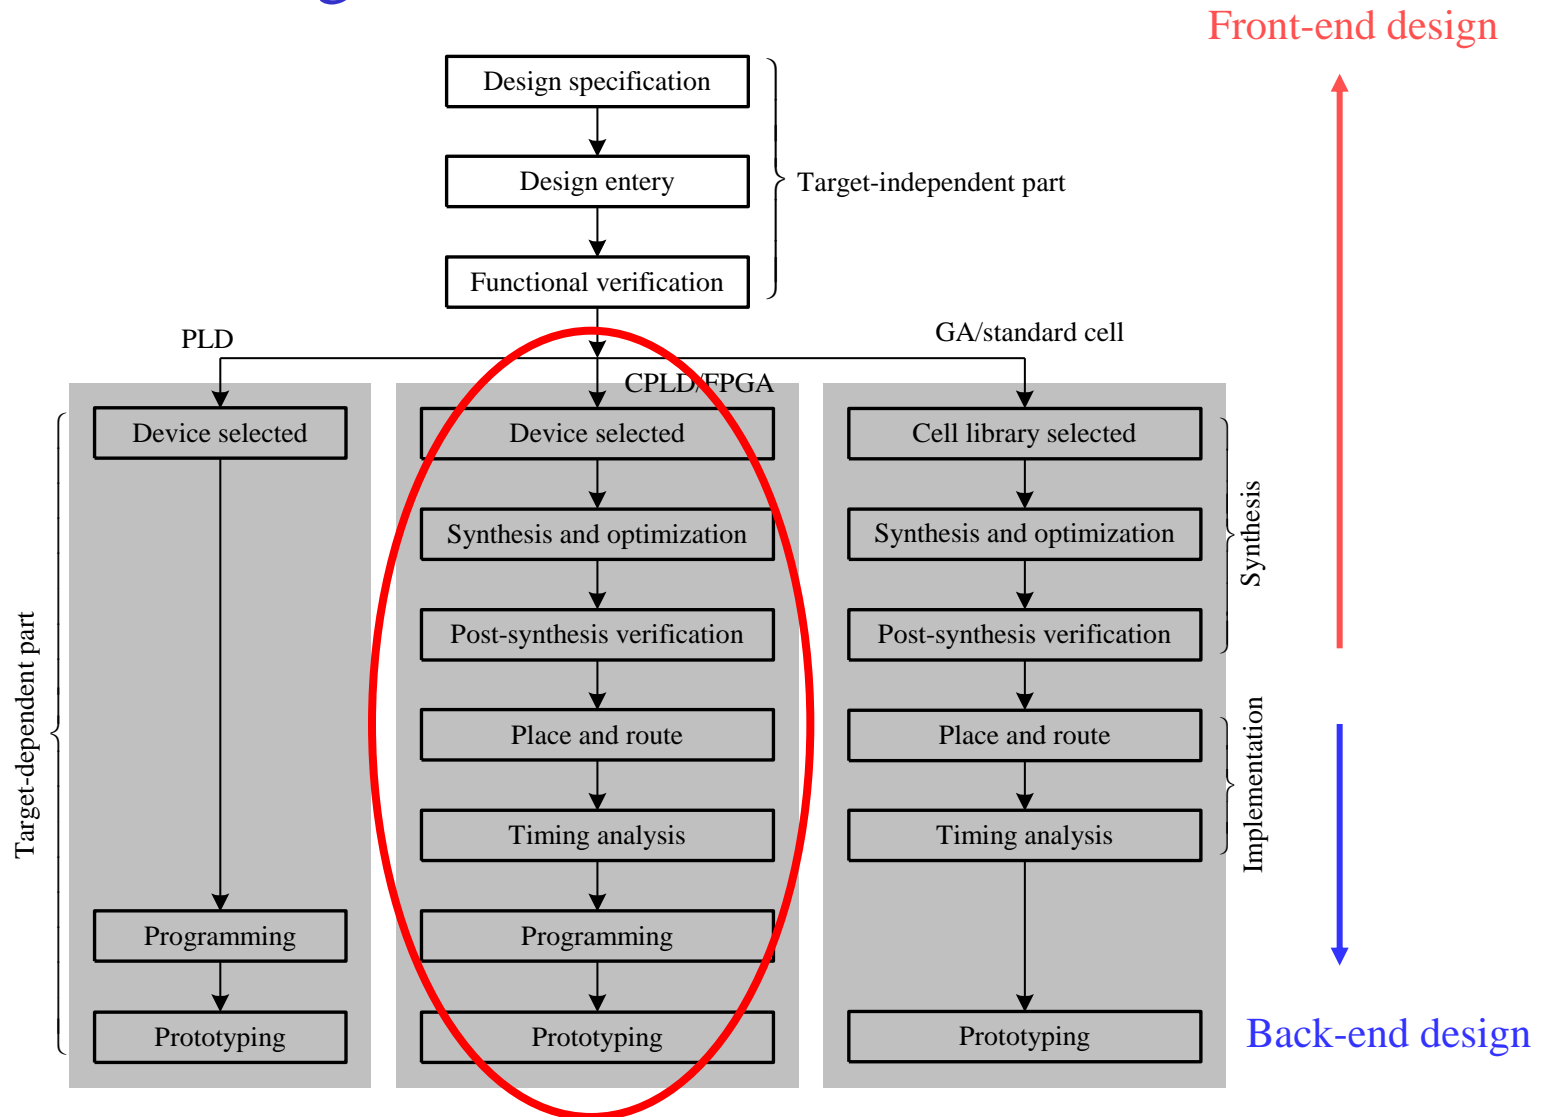 Front-end design
Design specification
Design entery
Target-independent part
Functional verification
PLD
GA/standard cell
CPLD/FPGA
Device selected
Device selected
Cell library selected
Synthesis and optimization
Synthesis and optimization
Synthesis
Post-synthesis verification
Post-synthesis verification
Target-dependent part
Place and route
Place and route
Implementation
Timing analysis
Timing analysis
Programming
Programming
Prototyping
Prototyping
Prototyping
Back-end design